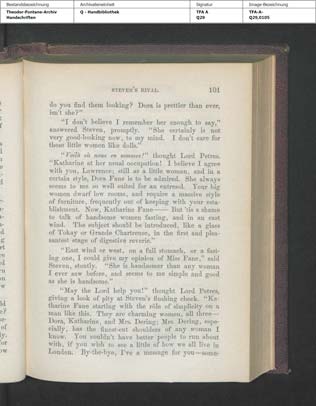 Bestandsbezeichnung Archivaleneinheit Signatur Image-Bezeichnung
Theodor-Fontane-Archiv Q - Handbibliothek TFA A TFA-A-
Handschriften Q29 Q29,0105
STEVEN'S RIVAL. 101
do you find them looking? Dora is prettier than ever,
isn't she?"
"I don't believe I remember her enough to say,"
answered Steven, promptly. "She certainly is not
very good-looking now, to my mind. I don't care for
those little women like dolls."
"Voilà où nous en sommes!" thought Lord Petres,
"Katharine at her usual occupation! I believe I agree
with you, Lawrence; still as a little woman, and in a
certain style, Dora Fane is to be admired. She always
seems to me so well suited for an entresol. Your big
women dwarf low rooms, and require a massive style
of furniture, frequently out of keeping with your esta-
blishment. Now, Katharine Fane—— But 'tis a shame
to talk of handsome women fasting, and in an east
wind. The subject should be introduced, like a glass
of Tokay or Grande Chartreuse, in the first and plea-
santest stage of digestive reverie."
"East wind or west, on a full stomach, or a fast-
ing one, I could give my opinion of Miss Fane," said
Steven, stoutly. "She is handsomer than any woman
I ever saw before, and seems to me simple and good
as she is handsome."
"May the Lord help you!" thought Lord Petres,
giving a look of pity at Steven's flushing cheek. "Ka-
tharine Fane starting with the rôle of simplicity on a
man like this. They are charming women, all three—
Dora, Katharine, and Mrs. Dering; Mrs. Dering, espe-
cially, has the finest-cut shoulders of any woman I
know. You couldn't have better people to run about
with, if you wish to see a little of how we all live in
London. By-the-bye, I've a message for you—some-